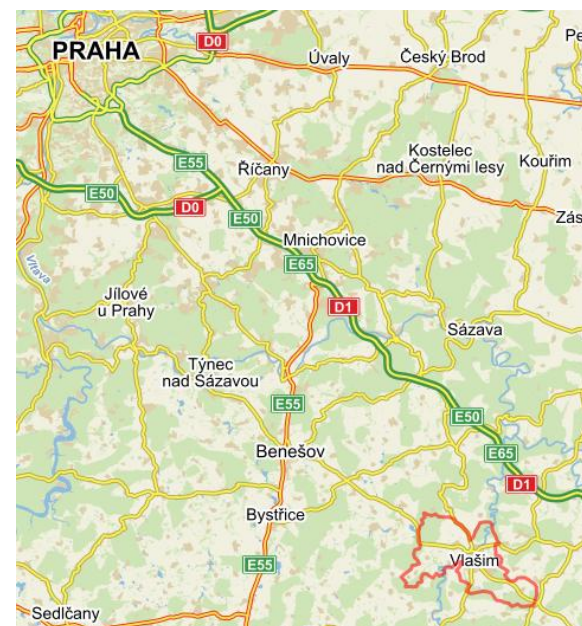 PRAHA
D0
Úvaly
Český Brod
E55
Říčany
Kostelec
nad Černými lesy
Kouřim
E50
D0
E50
Vltava
Mnichovice
E65
Jílové
u Prahy
D1
Sázava
Týnec
nad Sázavou
E55
E50
Benešov
E65
D1
Bystřice
E55
Vlašim
Sedlčany